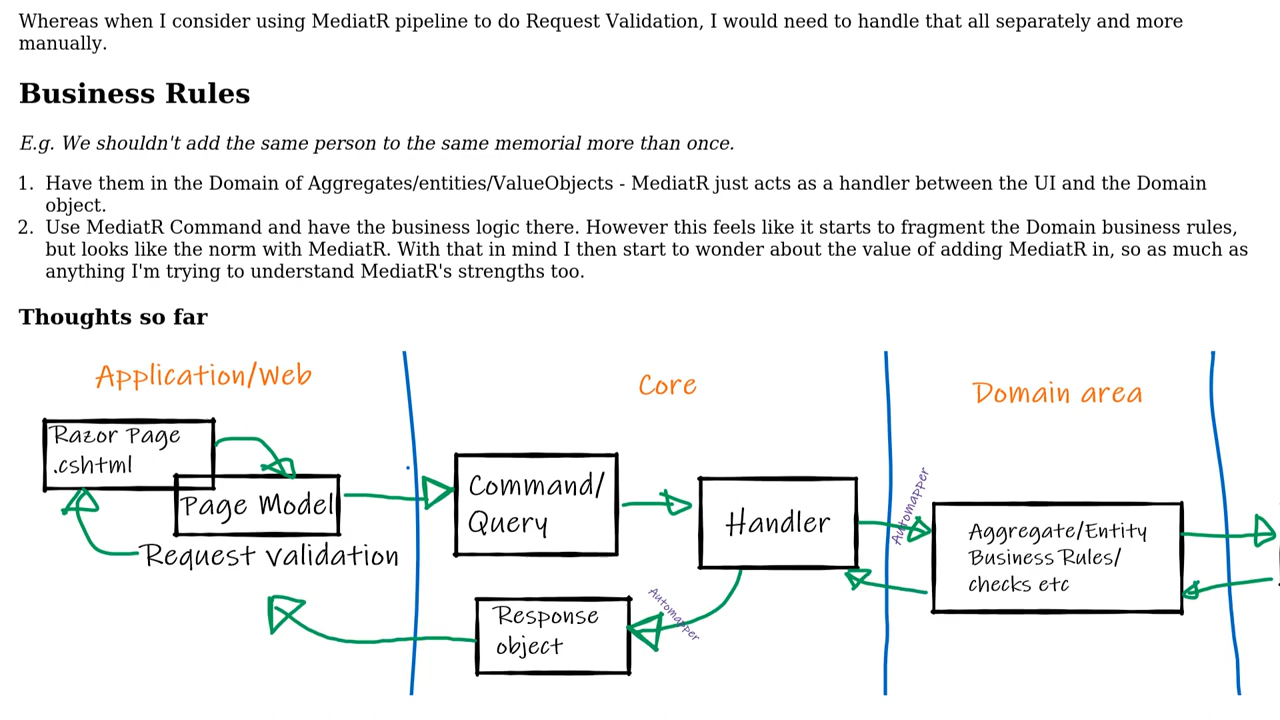 Whereas when I consider using MediatR pipeline to do Request Validation, I would need to handle that all separately and more
manually.
Business Rules
E.g. We shouldn't add the same person to the same memorial more than once.
1. Have them in the Domain of Aggregates/entities/ValueObjects - MediatR just acts as a handler between the UI and the Domain
object.
2. Use MediatR Command and have the business logic there. However this feels like it starts to fragment the Domain business rules,
but looks like the norm with MediatR. With that in mind I then start to wonder about the value of adding MediatR in, so as much as
anything I'm trying to understand MediatR's strengths too.
Thoughts so far
Application/Web
Core
Domain area
Razor Page
.cshtml
Page Model
Request validation
Command/
Query
Handler
Automapper
Aggregate/Entity
Business Rules/
checks etc
Automapper
Response
object